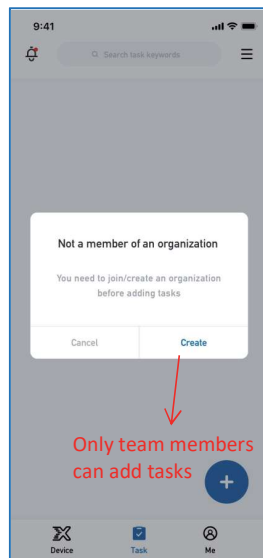 9:41
Search task keywords
Not a member of an organization
You need to join/create an organization
before adding tasks
Cancel
Create
Only team members
can add tasks
Device
Task
Me